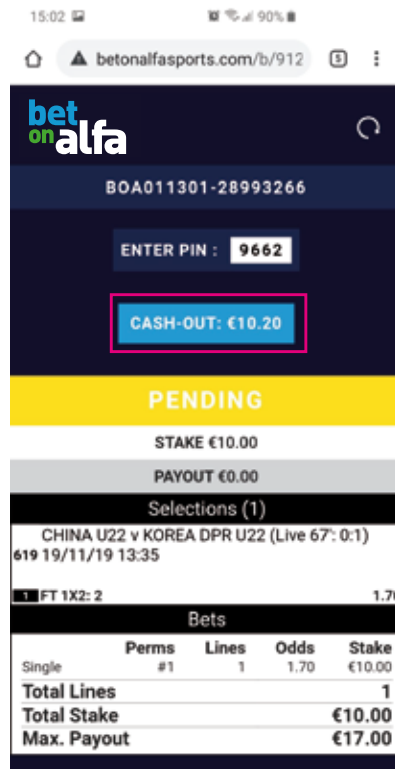 15:02 90%
betonalfasports.com/b/912 5
bet
on alfa
BOA011301-28993266
ENTER PIN : 9662
CASH-OUT: €10.20
PENDING
STAKE €10.00
PAYOUT €0.00
Selections (1)
CHINA U22 v KOREA DPR U22 (Live 67': 0:1)
619 19/11/19 13:35
1 FT 1X2: 2 1.70
Bets
Perms Lines Odds Stake
Single #1 1 1.70 €10.00
Total Lines 1
Total Stake €10.00
Max. Payout €17.00